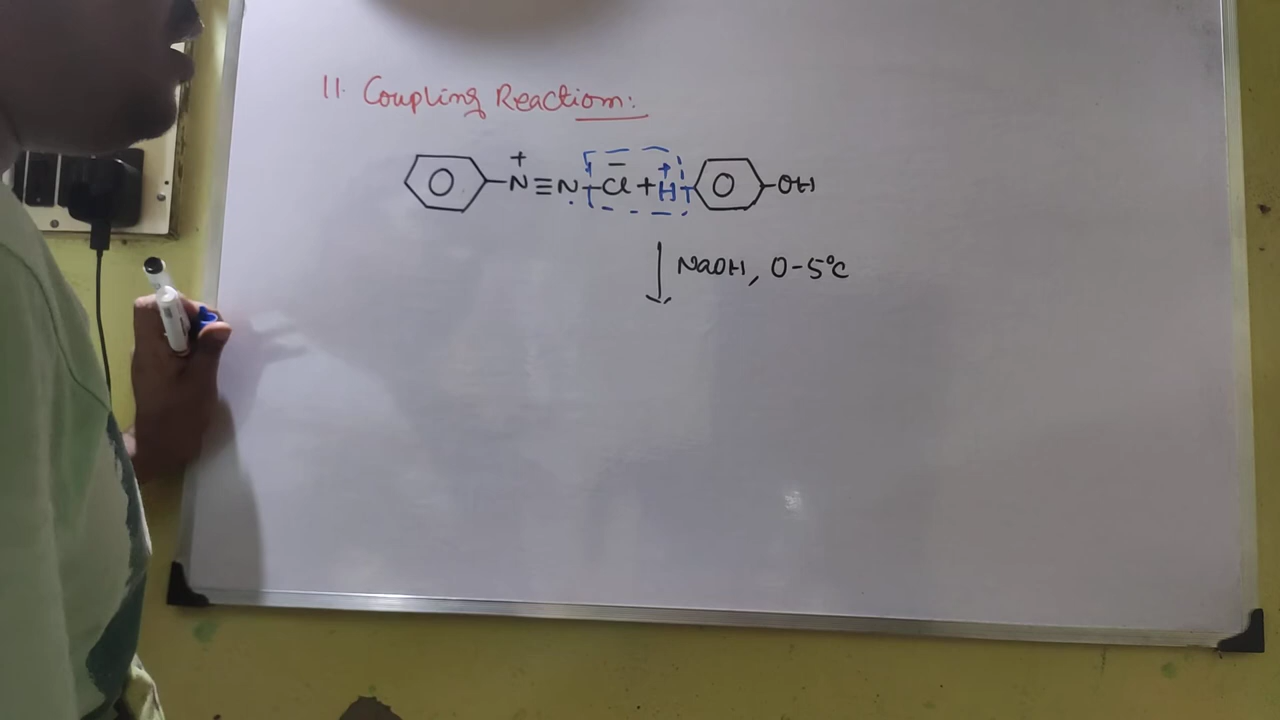 11. Coupling Reaction:
+ - +
N≡N Cl + H OH
NaOH, 0-5°C